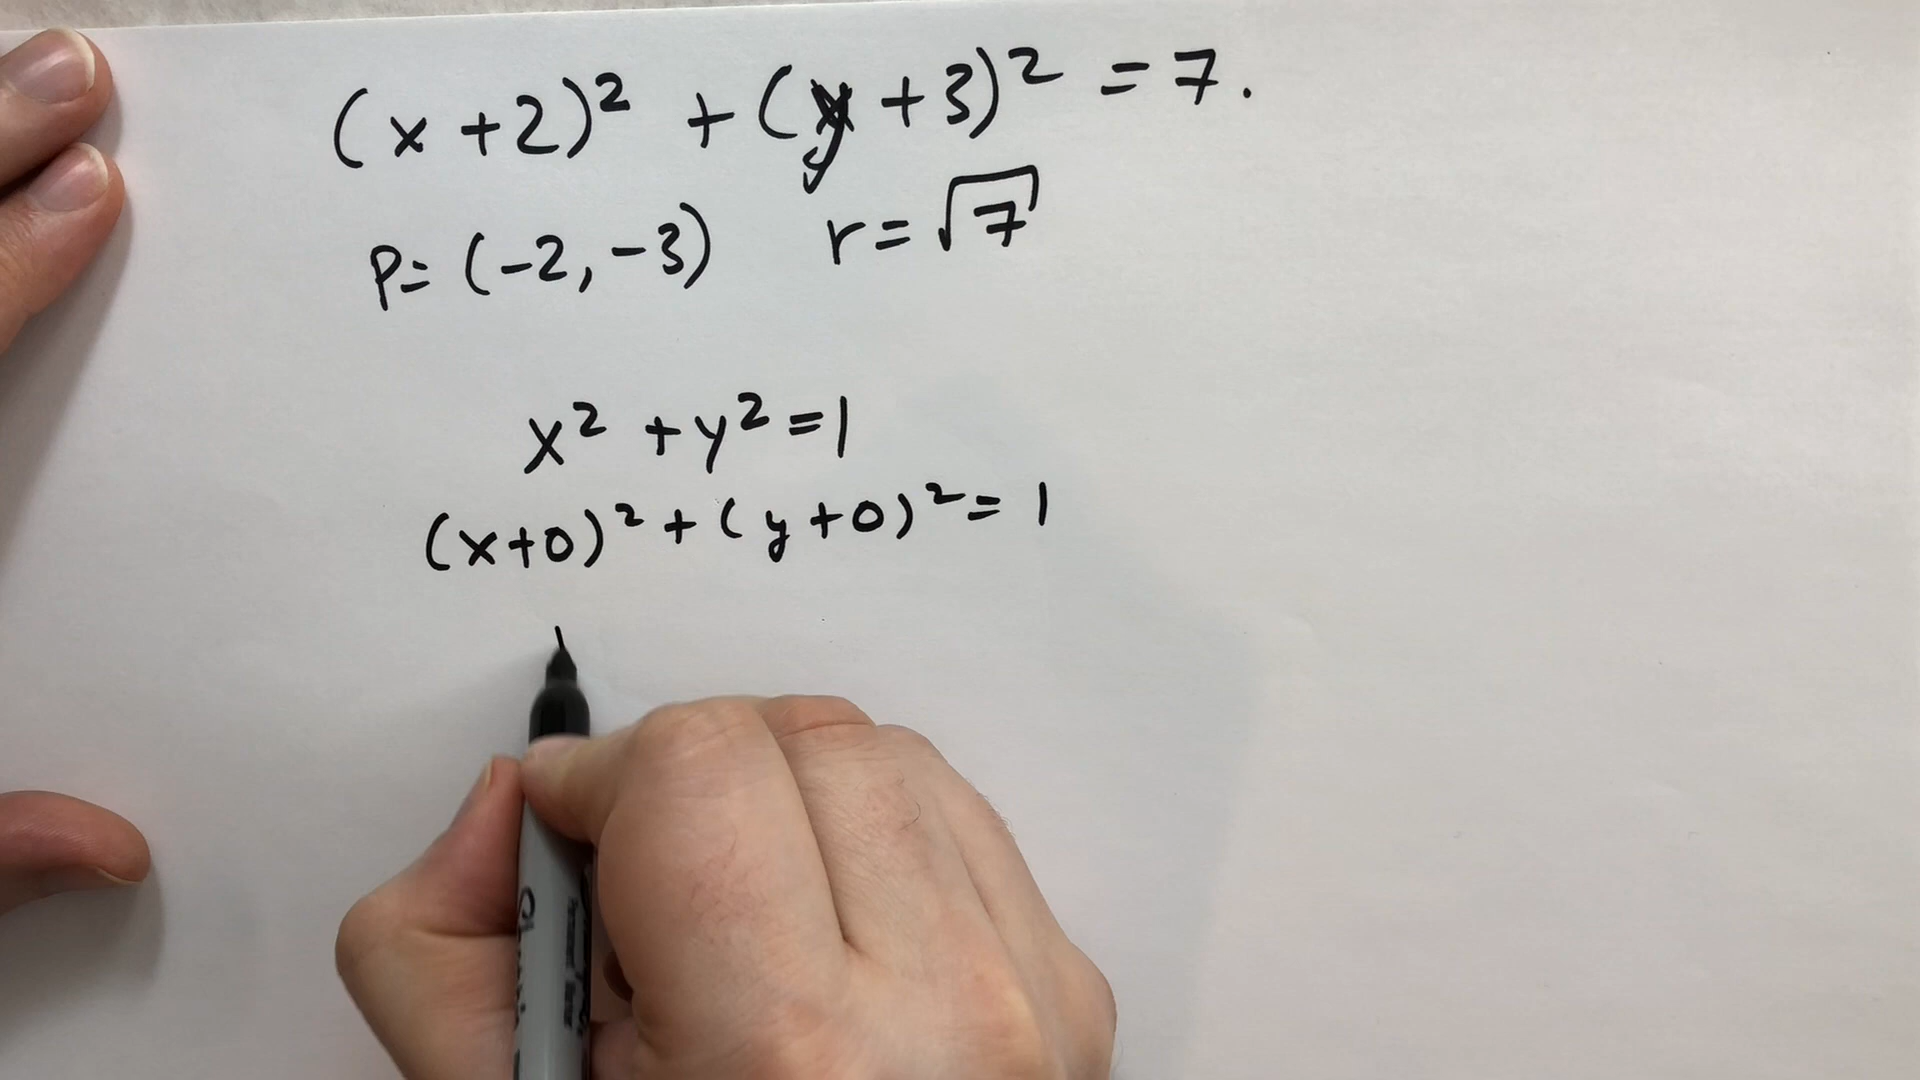 (x+2)² + (y+3)² = 7.
P= (-2, -3) r= √7
x² + y² = 1
(x+0)² + (y+0)² = 1